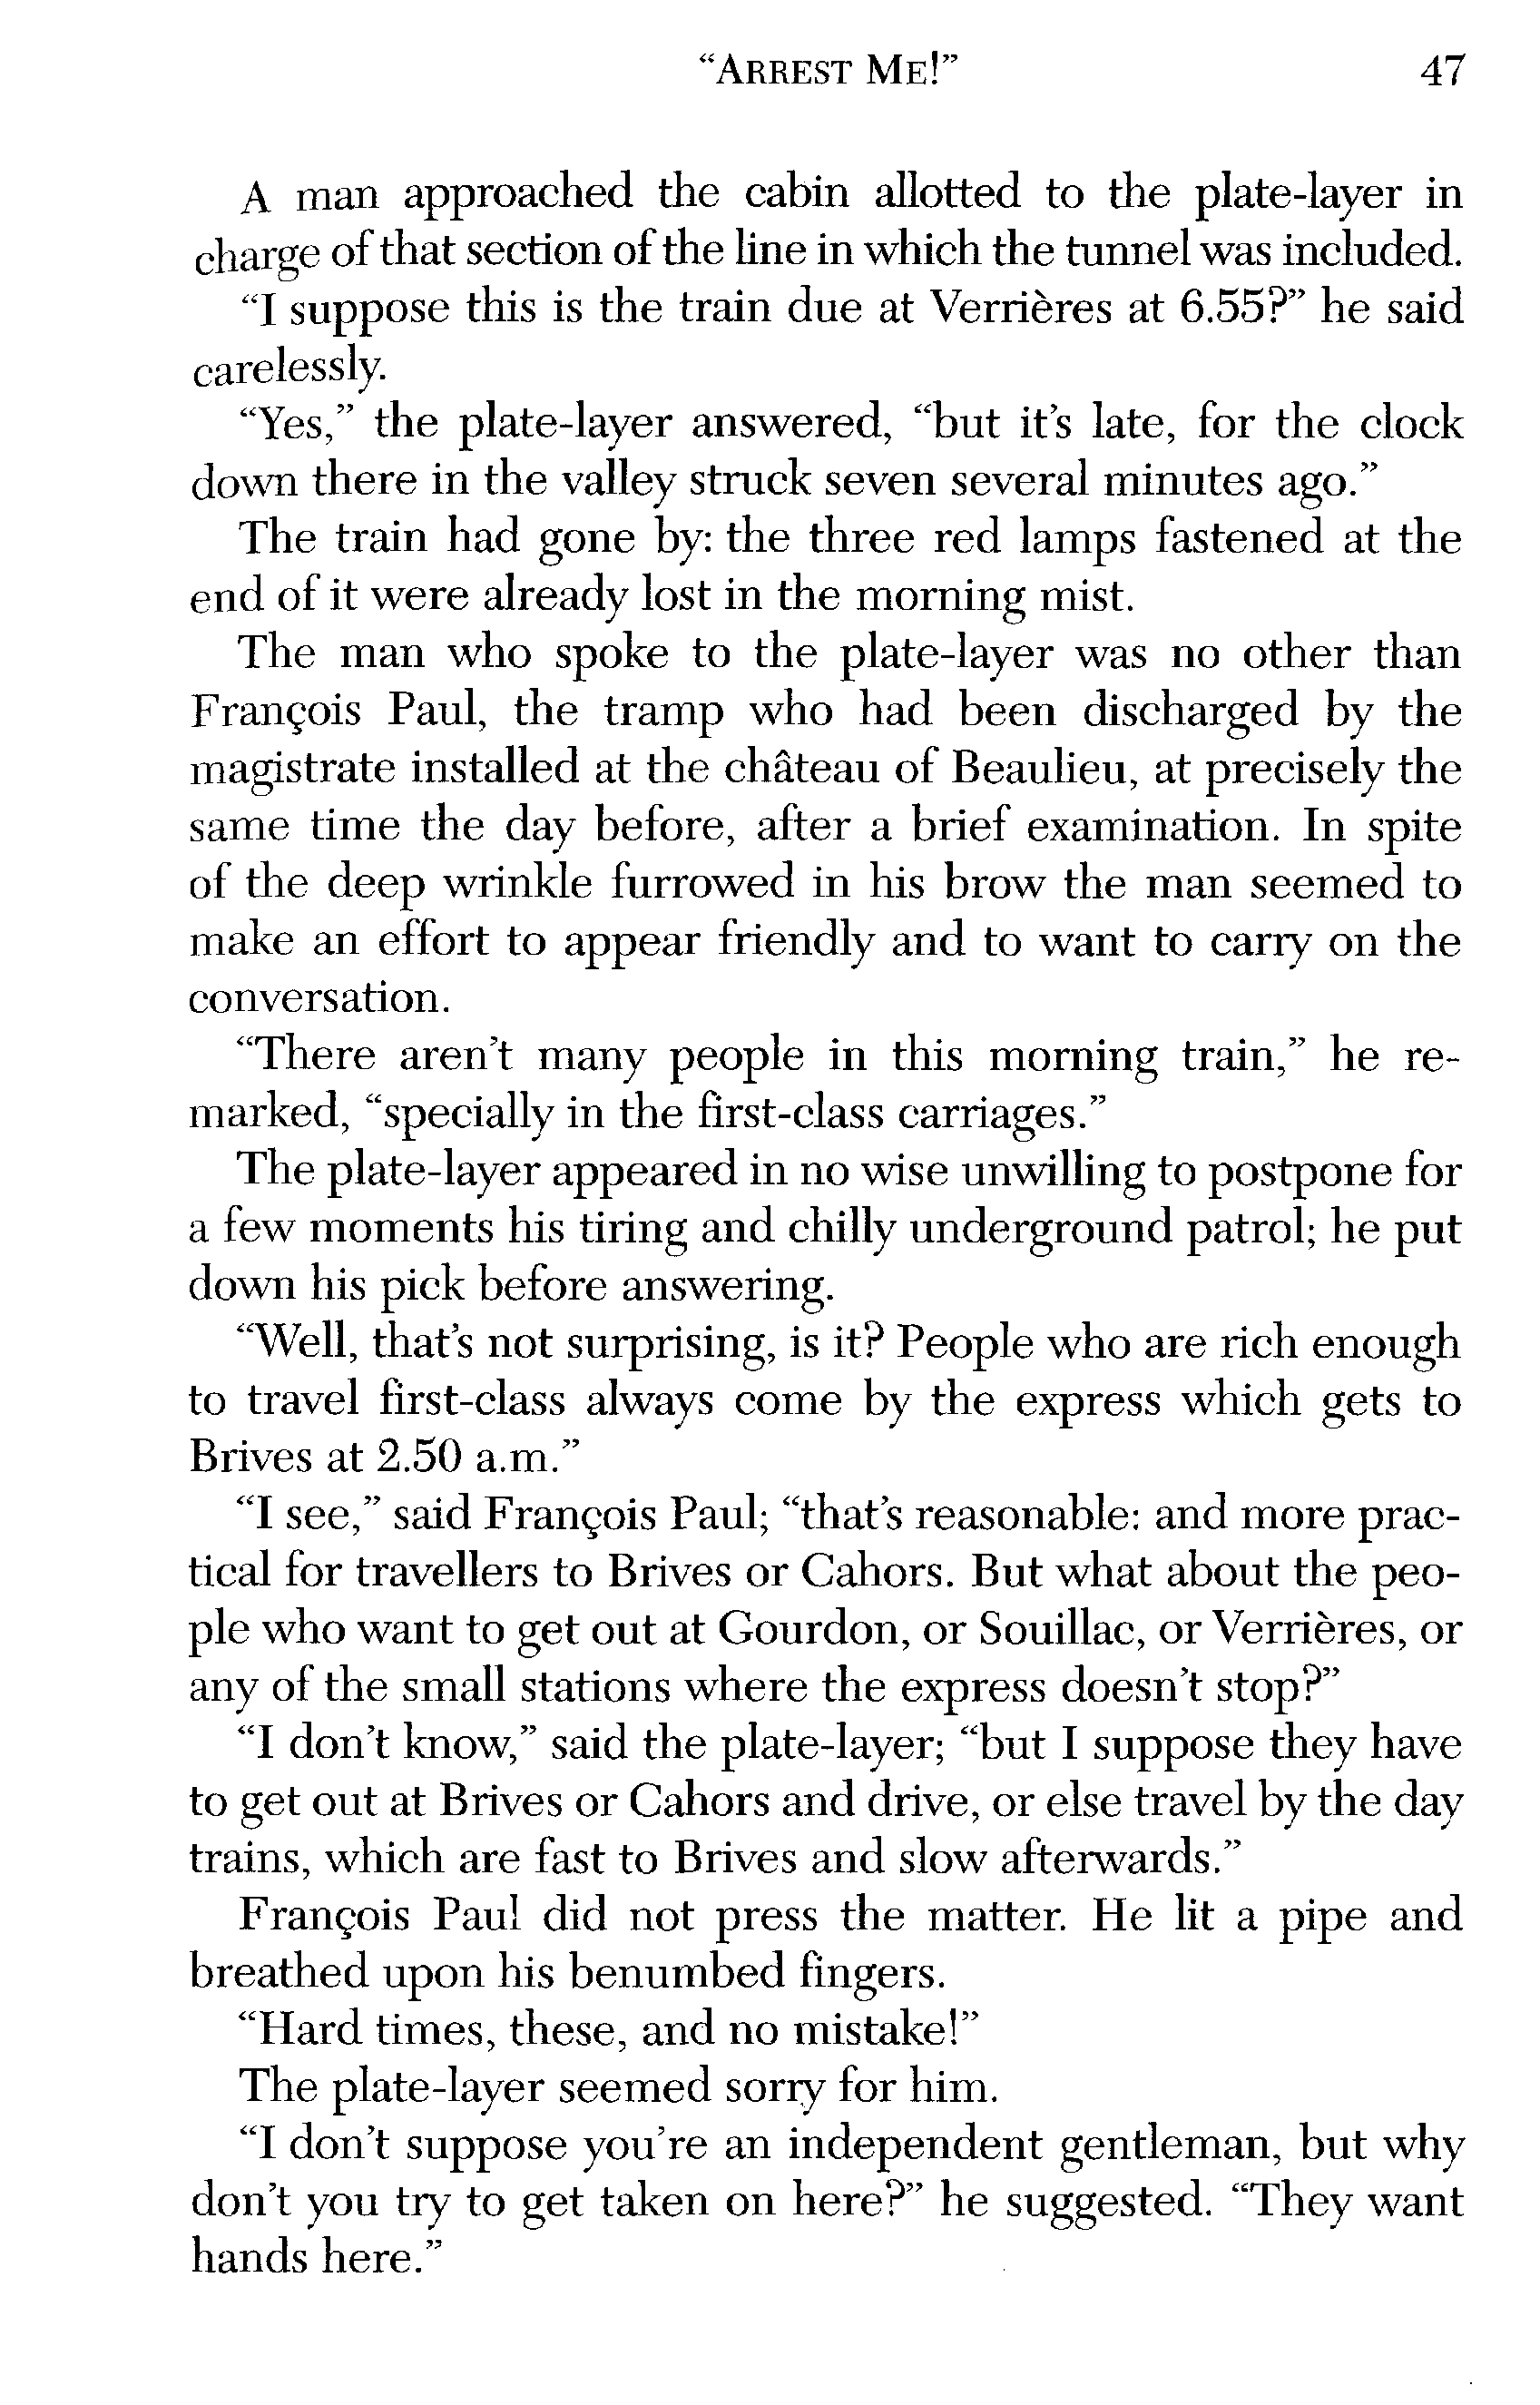 "ARREST ME!" 47
A man approached the cabin allotted to the plate-layer in
charge of that section of the line in which the tunnel was included.
"I suppose this is the train due at Verrières at 6.55?" he said
carelessly.
"Yes," the plate-layer answered, "but it's late, for the clock
down there in the valley struck seven several minutes ago."
The train had gone by: the three red lamps fastened at the
end of it were already lost in the morning mist.
The man who spoke to the plate-layer was no other than
François Paul, the tramp who had been discharged by the
magistrate installed at the château of Beaulieu, at precisely the
same time the day before, after a brief examination. In spite
of the deep wrinkle furrowed in his brow the man seemed to
make an effort to appear friendly and to want to carry on the
conversation.
"There aren't many people in this morning train," he re-
marked, "specially in the first-class carriages."
The plate-layer appeared in no wise unwilling to postpone for
a few moments his tiring and chilly underground patrol; he put
down his pick before answering.
"Well, that's not surprising, is it? People who are rich enough
to travel first-class always come by the express which gets to
Brives at 2.50 a.m."
"I see," said François Paul; "that's reasonable: and more prac-
tical for travellers to Brives or Cahors. But what about the peo-
ple who want to get out at Gourdon, or Souillac, or Verrières, or
any of the small stations where the express doesn't stop?"
"I don't know," said the plate-layer; "but I suppose they have
to get out at Brives or Cahors and drive, or else travel by the day
trains, which are fast to Brives and slow afterwards."
François Paul did not press the matter. He lit a pipe and
breathed upon his benumbed fingers.
"Hard times, these, and no mistake!"
The plate-layer seemed sorry for him.
"I don't suppose you're an independent gentleman, but why
don't you try to get taken on here?" he suggested. "They want
hands here."